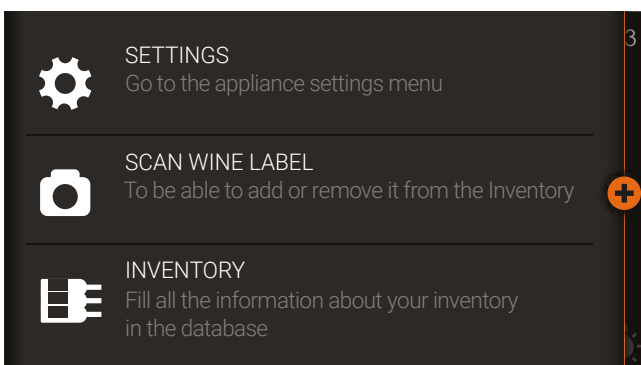 SETTINGS
Go to the appliance settings menu
3
SCAN WINE LABEL
To be able to add or remove it from the Inventory
INVENTORY
Fill all the information about your inventory
in the database